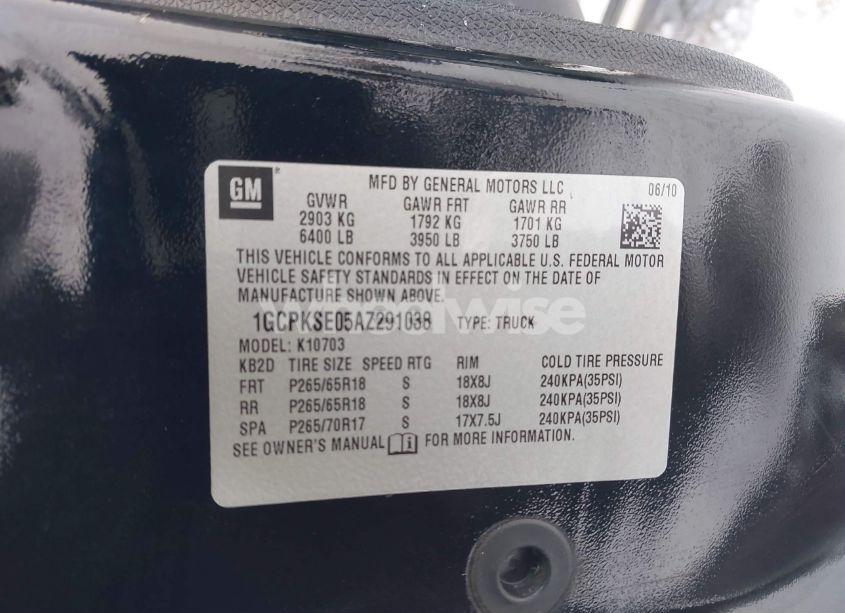 GM
MFD BY GENERAL MOTORS LLC 06/10
GVWR GAWR FRT GAWR RR
2903 KG 1792 KG 1701 KG
6400 LB 3950 LB 3750 LB
THIS VEHICLE CONFORMS TO ALL APPLICABLE U.S. FEDERAL MOTOR
VEHICLE SAFETY STANDARDS IN EFFECT ON THE DATE OF
MANUFACTURE SHOWN ABOVE.
1GCPKSE05AZ291038 TYPE: TRUCK
MODEL: K10703
KB2D TIRE SIZE SPEED RTG RIM COLD TIRE PRESSURE
FRT P265/65R18 S 18X8J 240KPA(35PSI)
RR P265/65R18 S 18X8J 240KPA(35PSI)
SPA P265/70R17 S 17X7.5J 240KPA(35PSI)
SEE OWNER'S MANUAL FOR MORE INFORMATION.